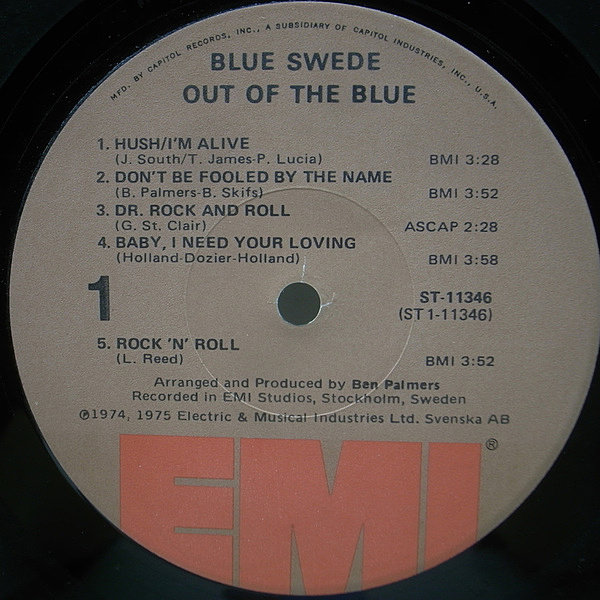 MFD. BY CAPITOL RECORDS, INC., A SUBSIDIARY OF CAPITOL INDUSTRIES, INC., U.S.A.
BLUE SWEDE
OUT OF THE BLUE
1. HUSH/I'M ALIVE
(J. South/T. James-P. Lucia) BMI 3:28
2. DON'T BE FOOLED BY THE NAME
(B. Palmers-B. Skifs) BMI 3:52
3. DR. ROCK AND ROLL
(G. St. Clair) ASCAP 2:28
4. BABY, I NEED YOUR LOVING
(Holland-Dozier-Holland) BMI 3:58
1 ST-11346
(ST 1-11346)
5. ROCK 'N' ROLL
(L. Reed) BMI 3:52
Arranged and Produced by Ben Palmers
Recorded in EMI Studios, Stockholm, Sweden
℗1974, 1975 Electric & Musical Industries Ltd. Svenska AB
EMI®